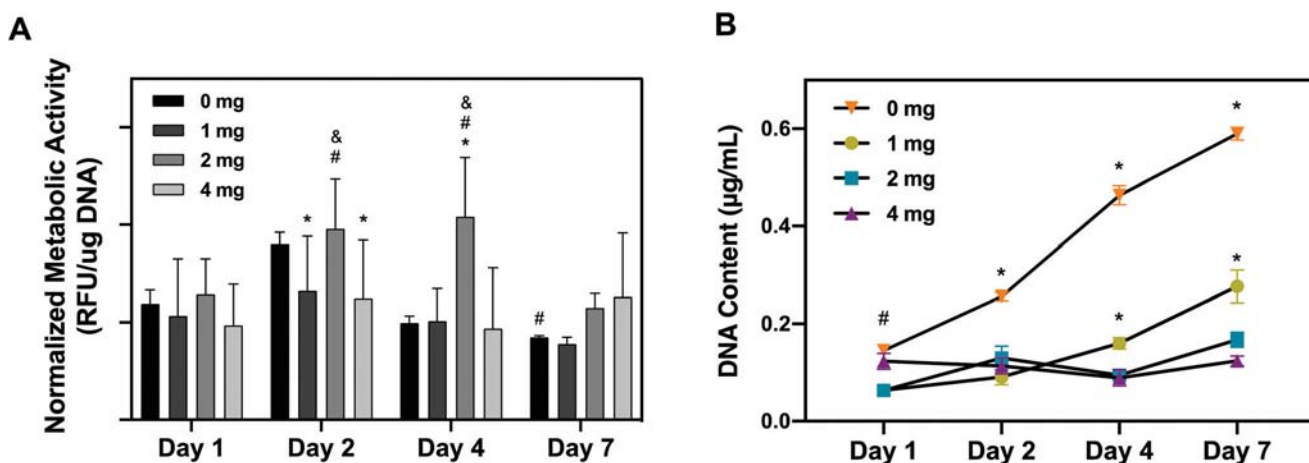 A
Normalized Metabolic Activity
(RFU/ug DNA)
0 mg
1 mg
2 mg
4 mg
&
#
*
*
&
#
*
#
Day 1 Day 2 Day 4 Day 7
B
DNA Content (µg/mL)
0.6
0.4
0.2
0.0
0 mg
1 mg
2 mg
4 mg
#
*
*
*
*
*
Day 1 Day 2 Day 4 Day 7